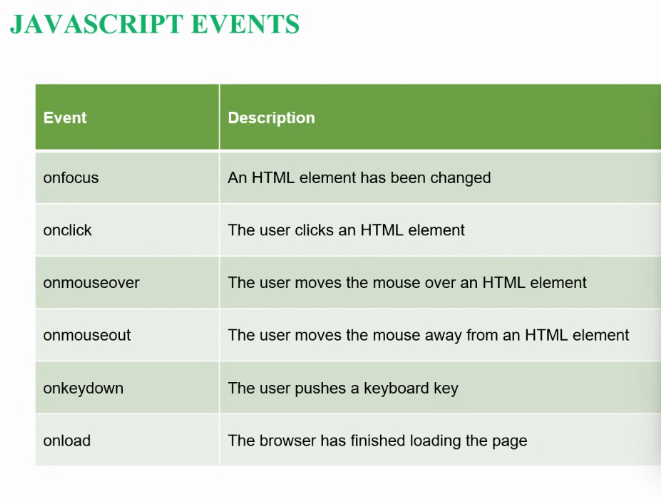 JAVASCRIPT EVENTS
Event Description
onfocus An HTML element has been changed
onclick The user clicks an HTML element
onmouseover The user moves the mouse over an HTML element
onmouseout The user moves the mouse away from an HTML element
onkeydown The user pushes a keyboard key
onload The browser has finished loading the page